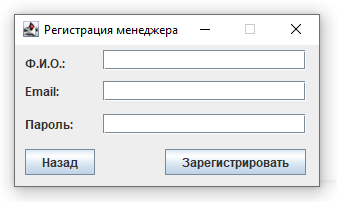 Регистрация менеджера
Ф.И.О.:
Email:
Пароль:
Назад Зарегистрировать